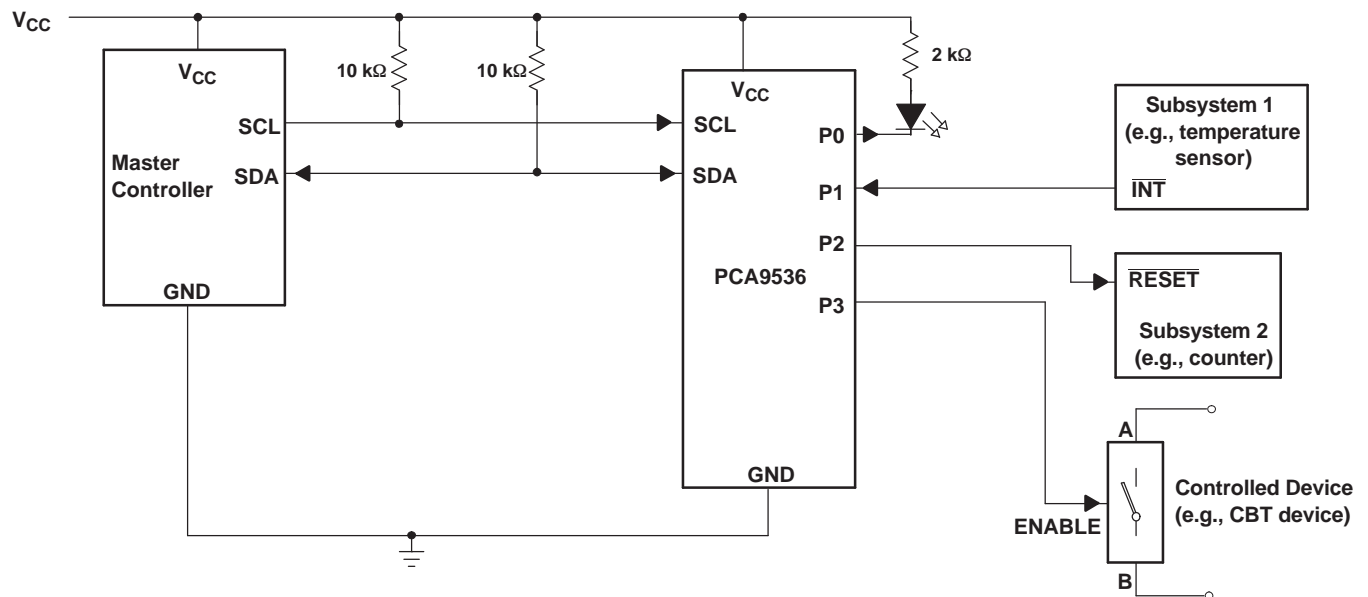 VCC
VCC
10 kΩ
10 kΩ
2 kΩ
VCC
SCL
SCL
P0
Subsystem 1
(e.g., temperature
sensor)
INT
Master
Controller
SDA
SDA
P1
P2
PCA9536
RESET
Subsystem 2
(e.g., counter)
GND
P3
A
GND
ENABLE
Controlled Device
(e.g., CBT device)
B